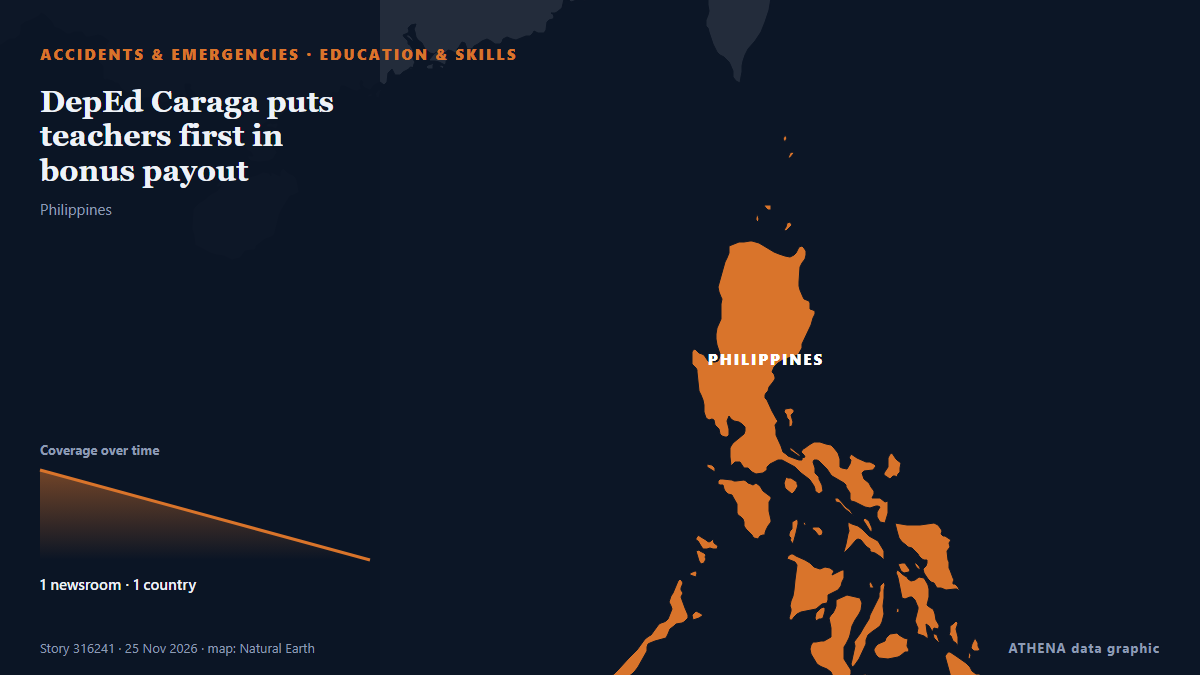 ACCIDENTS & EMERGENCIES · EDUCATION & SKILLS
DepEd Caraga puts
teachers first in
bonus payout
Philippines
PHILIPPINES
Coverage over time
1 newsroom · 1 country
Story 316241 · 25 Nov 2026 · map: Natural Earth
ATHENA data graphic